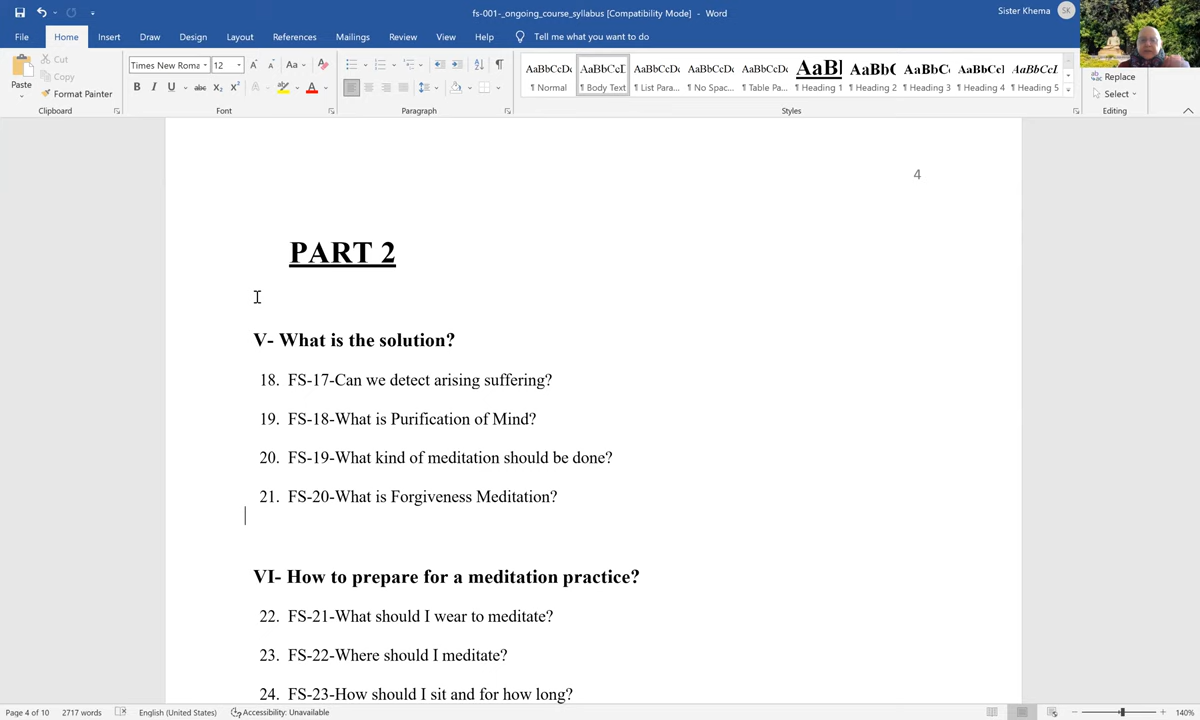 fs-001-_ongoing_course_syllabus [Compatibility Mode] - Word
Sister Khema
SK
File Home Insert Draw Design Layout References Mailings Review View Help Tell me what you want to do
Paste
Cut
Copy
Format Painter
Clipboard
Times New Roma 12
Font
Paragraph
AaBbCcDc AaBbCcD AaBbCcDc AaBbCcDc AaBbCcDc AaBl AaBbC AaBbC AaBbCcI AaBbCcL
¶ Normal ¶ Body Text ¶ List Para... ¶ No Spac... ¶ Table Pa... ¶ Heading 1 ¶ Heading 2 ¶ Heading 3 ¶ Heading 4 ¶ Heading 5
Styles
Replace
Select
Editing
4
PART 2
V- What is the solution?
18. FS-17-Can we detect arising suffering?
19. FS-18-What is Purification of Mind?
20. FS-19-What kind of meditation should be done?
21. FS-20-What is Forgiveness Meditation?
VI- How to prepare for a meditation practice?
22. FS-21-What should I wear to meditate?
23. FS-22-Where should I meditate?
24. FS-23-How should I sit and for how long?
Page 4 of 10 2717 words English (United States) Accessibility: Unavailable 140%